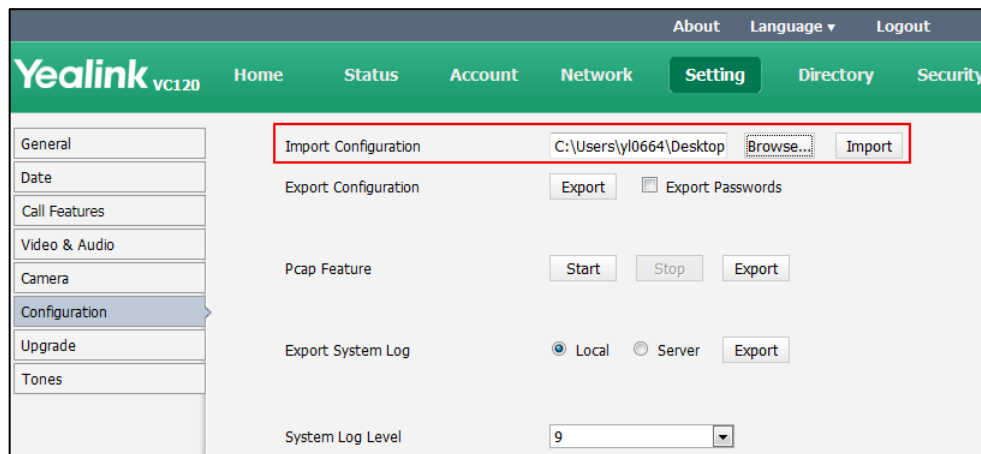 About Language Logout
Yealink VC120 Home Status Account Network Setting Directory Security
General
Date
Call Features
Video & Audio
Camera
Configuration
Upgrade
Tones
Import Configuration C:\Users\yl0664\Desktop Browse... Import
Export Configuration Export Export Passwords
Pcap Feature Start Stop Export
Export System Log Local Server Export
System Log Level 9